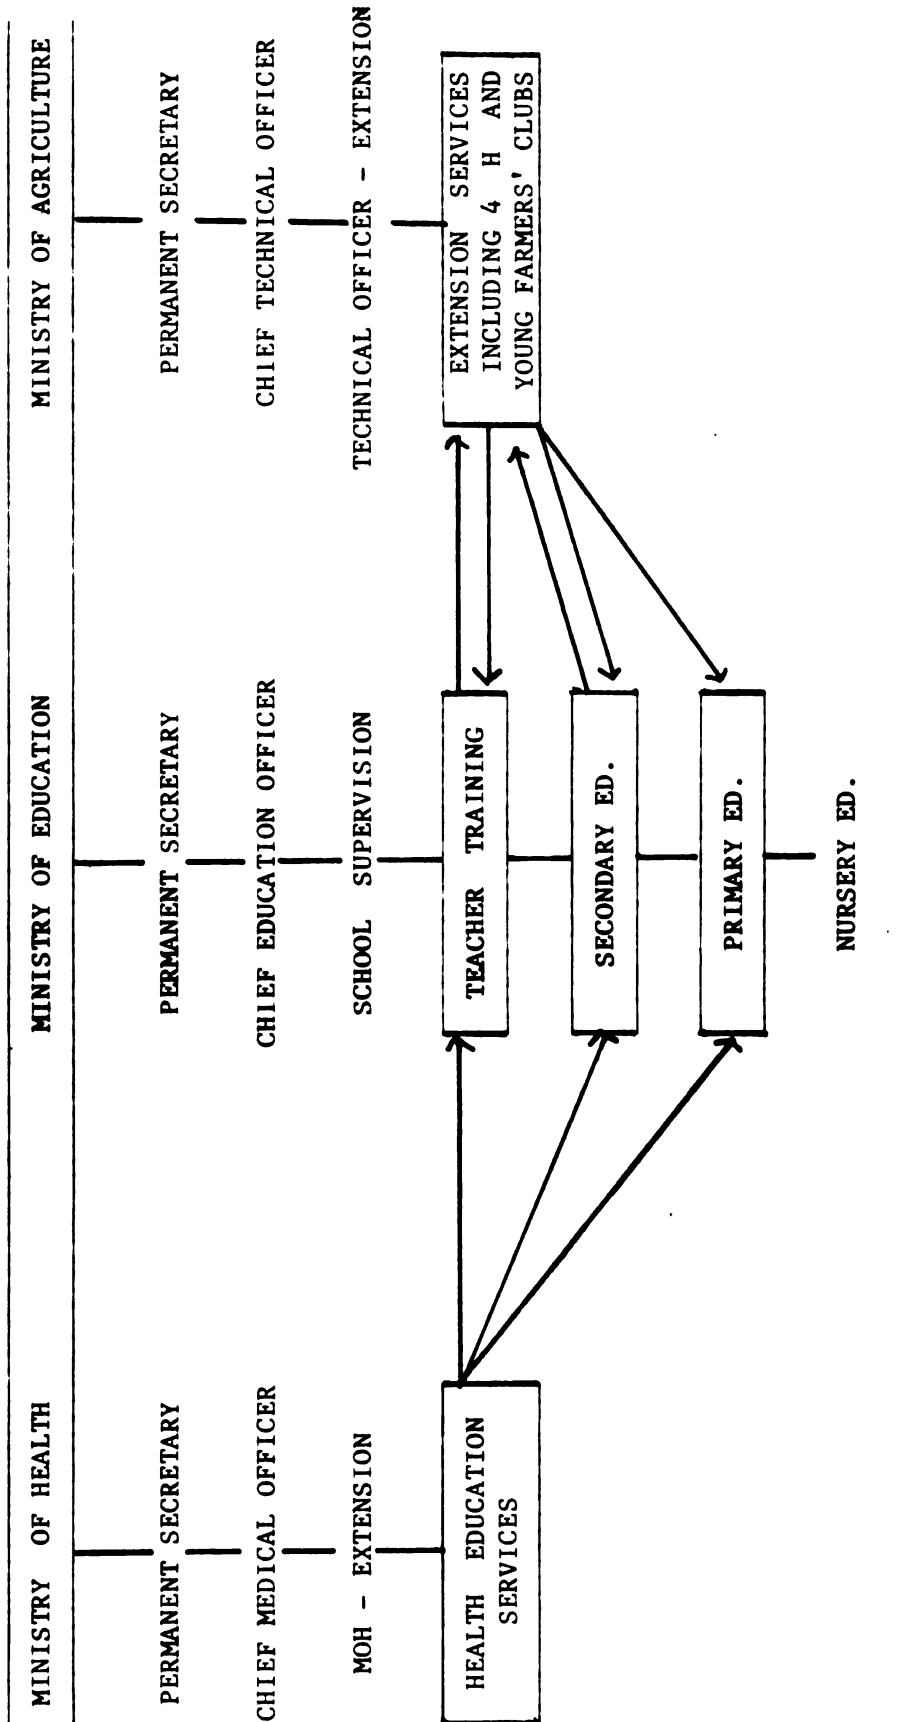 MINISTRY OF HEALTH
MINISTRY OF EDUCATION
MINISTRY OF AGRICULTURE
PERMANENT SECRETARY
PERMANENT SECRETARY
PERMANENT SECRETARY
CHIEF MEDICAL OFFICER
CHIEF EDUCATION OFFICER
CHIEF TECHNICAL OFFICER
MOH - EXTENSION
SCHOOL SUPERVISION
TECHNICAL OFFICER - EXTENSION
HEALTH EDUCATION
SERVICES
TEACHER TRAINING
EXTENSION SERVICES
INCLUDING 4 H AND
YOUNG FARMERS' CLUBS
SECONDARY ED.
PRIMARY ED.
NURSERY ED.